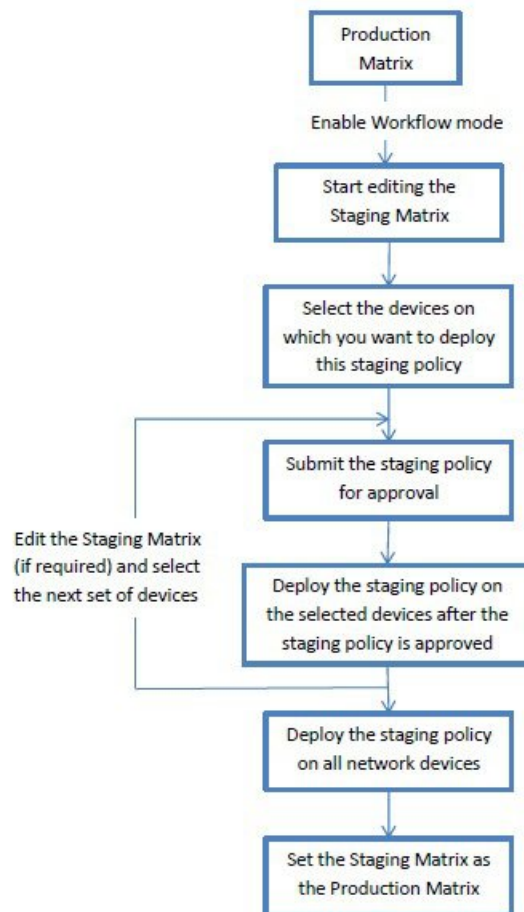 Production
Matrix
Enable Workflow mode
Start editing the
Staging Matrix
Select the devices on
which you want to deploy
this staging policy
Submit the staging policy
for approval
Edit the Staging Matrix
(if required) and select
the next set of devices
Deploy the staging policy on
the selected devices after the
staging policy is approved
Deploy the staging policy
on all network devices
Set the Staging Matrix as
the Production Matrix